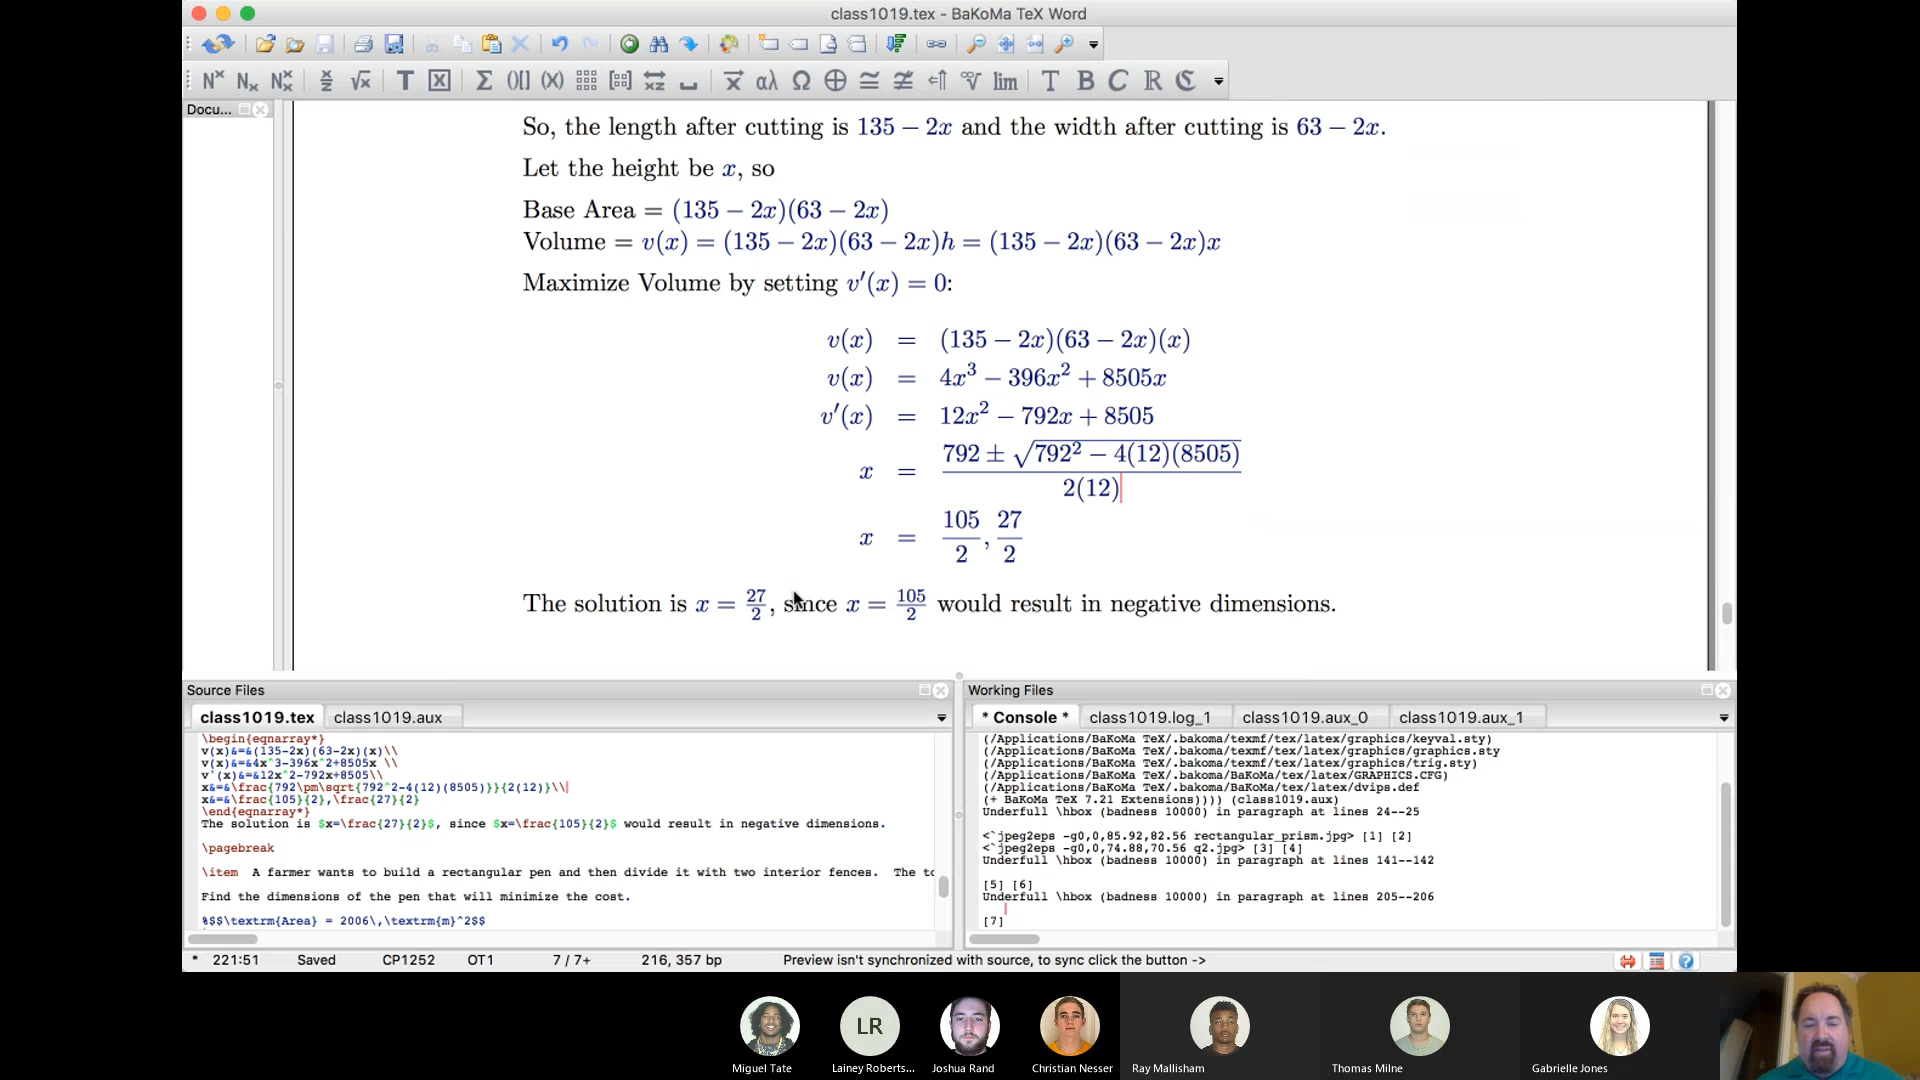 class1019.tex - BaKoMa TeX Word
Docu...
So, the length after cutting is 135 − 2x and the width after cutting is 63 − 2x.
Let the height be x, so
Base Area = (135 − 2x)(63 − 2x)
Volume = v(x) = (135 − 2x)(63 − 2x)h = (135 − 2x)(63 − 2x)x
Maximize Volume by setting v′(x) = 0:
v(x) = (135 − 2x)(63 − 2x)(x)
v(x) = 4x³ − 396x² + 8505x
v′(x) = 12x² − 792x + 8505
x = 792 ± √792² − 4(12)(8505) / 2(12)
x = 105/2, 27/2
The solution is x = 27/2, since x = 105/2 would result in negative dimensions.
Source Files
class1019.tex class1019.aux
\begin{eqnarray*}
v(x)&=&(135-2x)(63-2x)(x)\\
v(x)&=&4x^3-396x^2+8505x \\
v'(x)&=&12x^2-792x+8505\\
x&=&\frac{792\pm\sqrt{792^2-4(12)(8505)}}{2(12)}\\
x&=&\frac{105}{2},\frac{27}{2}
\end{eqnarray*}
The solution is $x=\frac{27}{2}$, since $x=\frac{105}{2}$ would result in negative dimensions.
\pagebreak
\item A farmer wants to build a rectangular pen and then divide it with two interior fences. The to
Find the dimensions of the pen that will minimize the cost.
%$$\textrm{Area} = 2006\,\textrm{m}^2$$
Working Files
* Console * class1019.log_1 class1019.aux_0 class1019.aux_1
(/Applications/BaKoMa TeX/.bakoma/texmf/tex/latex/graphics/keyval.sty)
(/Applications/BaKoMa TeX/.bakoma/texmf/tex/latex/graphics/graphics.sty
(/Applications/BaKoMa TeX/.bakoma/texmf/tex/latex/graphics/trig.sty)
(/Applications/BaKoMa TeX/.bakoma/BaKoMa/tex/latex/GRAPHICS.CFG)
(/Applications/BaKoMa TeX/.bakoma/BaKoMa/tex/latex/dvips.def
(+ BaKoMa TeX 7.21 Extensions)))) (class1019.aux)
Underfull \hbox (badness 10000) in paragraph at lines 24--25
<`jpeg2eps -g0,0,85.92,82.56 rectangular_prism.jpg> [1] [2]
<`jpeg2eps -g0,0,74.88,70.56 q2.jpg> [3] [4]
Underfull \hbox (badness 10000) in paragraph at lines 141--142
[5] [6]
Underfull \hbox (badness 10000) in paragraph at lines 205--206
[7]
* 221:51 Saved CP1252 OT1 7 / 7+ 216, 357 bp Preview isn't synchronized with source, to sync click the button ->
LR
Miguel Tate Lainey Roberts... Joshua Rand Christian Nesser Ray Mallisham Thomas Milne Gabrielle Jones